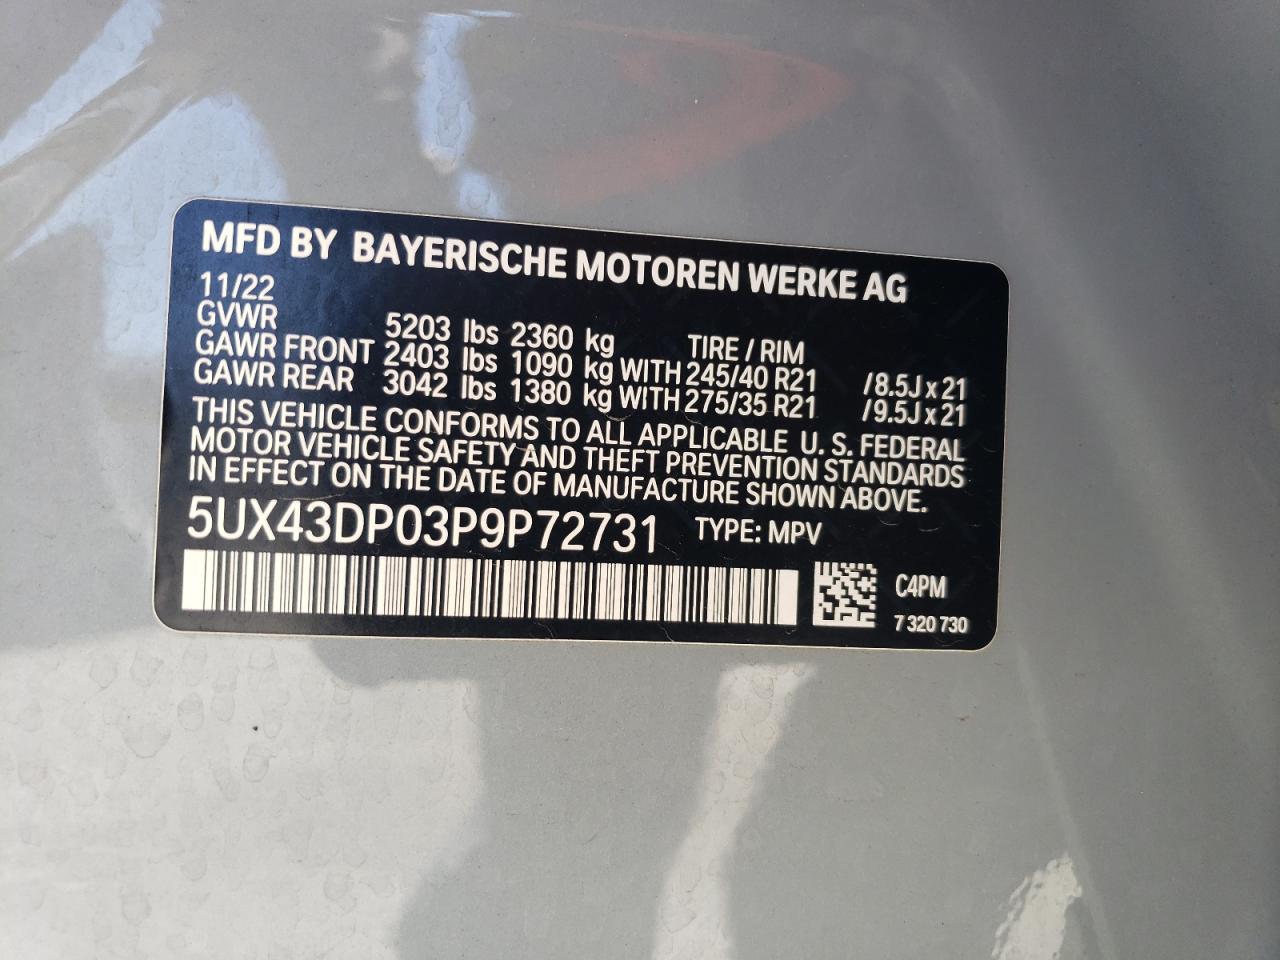 MFD BY BAYERISCHE MOTOREN WERKE AG
11/22
GVWR 5203 lbs 2360 kg TIRE / RIM
GAWR FRONT 2403 lbs 1090 kg WITH 245/40 R21 /8.5J x 21
GAWR REAR 3042 lbs 1380 kg WITH 275/35 R21 /9.5J x 21
THIS VEHICLE CONFORMS TO ALL APPLICABLE U. S. FEDERAL
MOTOR VEHICLE SAFETY AND THEFT PREVENTION STANDARDS
IN EFFECT ON THE DATE OF MANUFACTURE SHOWN ABOVE.
5UX43DP03P9P72731 TYPE: MPV
C4PM
7 320 730